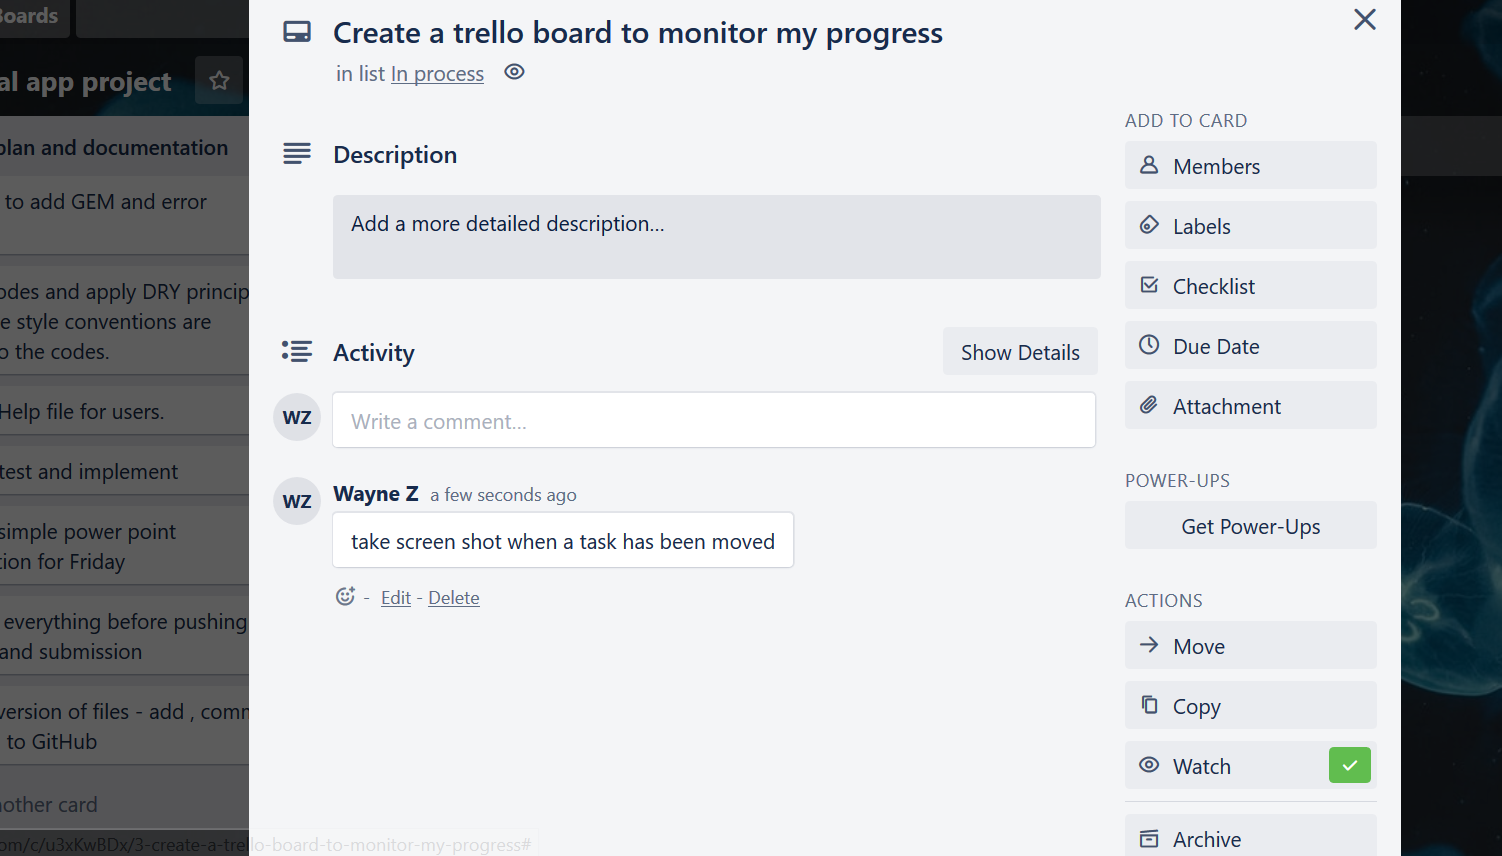 Boards
al app project
plan and documentation
to add GEM and error
odes and apply DRY princip
e style conventions are
o the codes.
Help file for users.
test and implement
simple power point
tion for Friday
everything before pushing
and submission
version of files - add , comm
to GitHub
nother card
om/c/u3xKwBDx/3-create-a-trello-board-to-monitor-my-progress#
Create a trello board to monitor my progress
in list In process
Description
Add a more detailed description...
Activity
Show Details
WZ
Write a comment...
WZ
Wayne Z a few seconds ago
take screen shot when a task has been moved
- Edit - Delete
ADD TO CARD
Members
Labels
Checklist
Due Date
Attachment
POWER-UPS
Get Power-Ups
ACTIONS
Move
Copy
Watch
Archive